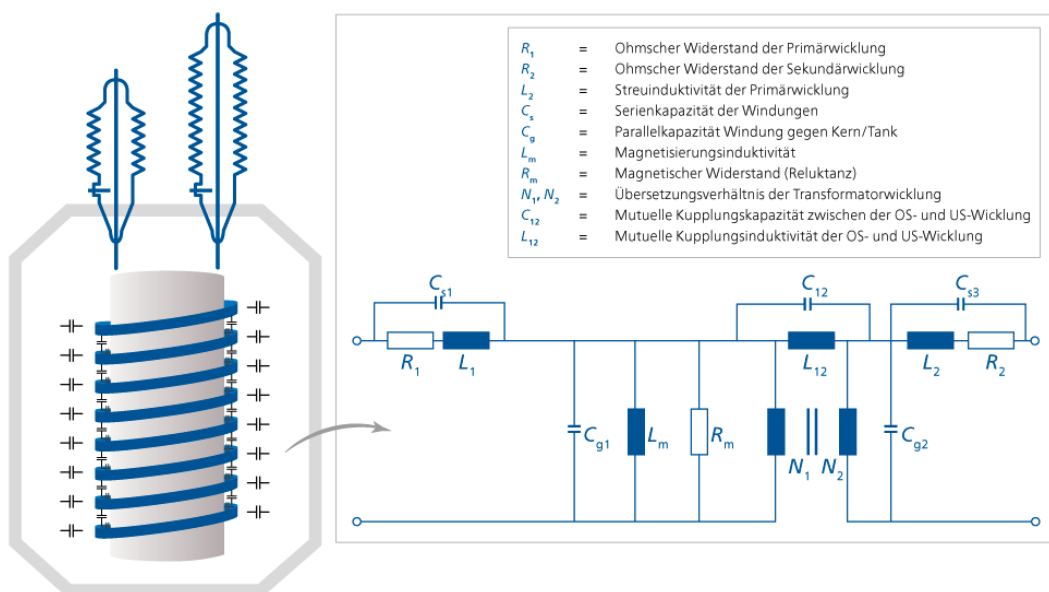 R₁ = Ohmscher Widerstand der Primärwicklung
R₂ = Ohmscher Widerstand der Sekundärwicklung
L₂ = Streuinduktivität der Primärwicklung
Cₛ = Serienkapazität der Windungen
C_g = Parallelkapazität Windung gegen Kern/Tank
Lₘ = Magnetisierungsinduktivität
Rₘ = Magnetischer Widerstand (Reluktanz)
N₁, N₂ = Übersetzungsverhältnis der Transformatorwicklung
C₁₂ = Mutuelle Kupplungskapazität zwischen der OS- und US-Wicklung
L₁₂ = Mutuelle Kupplungsinduktivität der OS- und US-Wicklung
Cₛ₁ C₁₂ Cₛ₃
R₁ L₁ L₁₂ L₂ R₂
C_g₁ Lₘ Rₘ N₁ N₂ C_g₂